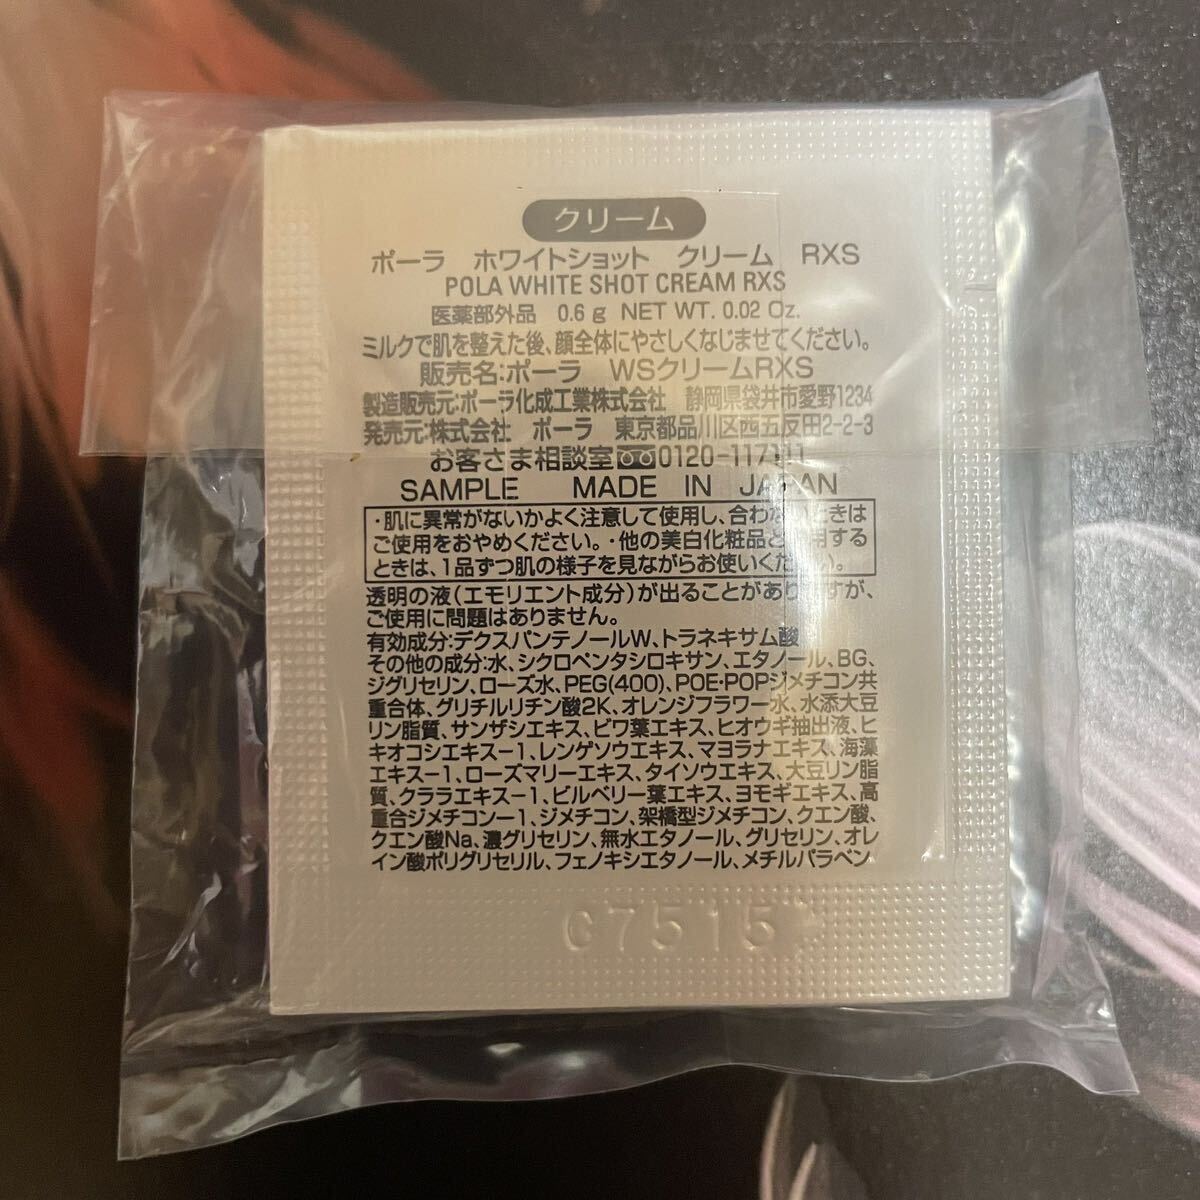 クリーム
ポーラ ホワイトショット クリーム RXS
POLA WHITE SHOT CREAM RXS
医薬部外品 0.6g NET WT. 0.02 Oz.
ミルクで肌を整えた後、顔全体にやさしくなじませてください。
販売名:ポーラ WSクリームRXS
製造販売元:ポーラ化成工業株式会社 静岡県袋井市愛野1234
発売元:株式会社 ポーラ 東京都品川区西五反田2-2-3
お客さま相談室 0120-117111
SAMPLE MADE IN JAPAN
・肌に異常がないかよく注意して使用し、合わないときは
ご使用をおやめください。・他の美白化粧品と併用する
ときは、1品ずつ肌の様子を見ながらお使いください。
透明の液(エモリエント成分)が出ることがありますが、
ご使用に問題はありません。
有効成分:デクスパンテノールW、トラネキサム酸
その他の成分:水、シクロペンタシロキサン、エタノール、BG、
ジグリセリン、ローズ水、PEG(400)、POE・POPジメチコン共
重合体、グリチルリチン酸2K、オレンジフラワー水、水添大豆
リン脂質、サンザシエキス、ビワ葉エキス、ヒオウギ抽出液、ヒ
キオコシエキス-1、レンゲソウエキス、マヨラナエキス、海藻
エキス-1、ローズマリーエキス、タイソウエキス、大豆リン脂
質、クララエキス-1、ビルベリー葉エキス、ヨモギエキス、高
重合ジメチコン-1、ジメチコン、架橋型ジメチコン、クエン酸、
クエン酸Na、濃グリセリン、無水エタノール、グリセリン、オレ
イン酸ポリグリセリル、フェノキシエタノール、メチルパラベン
C7515